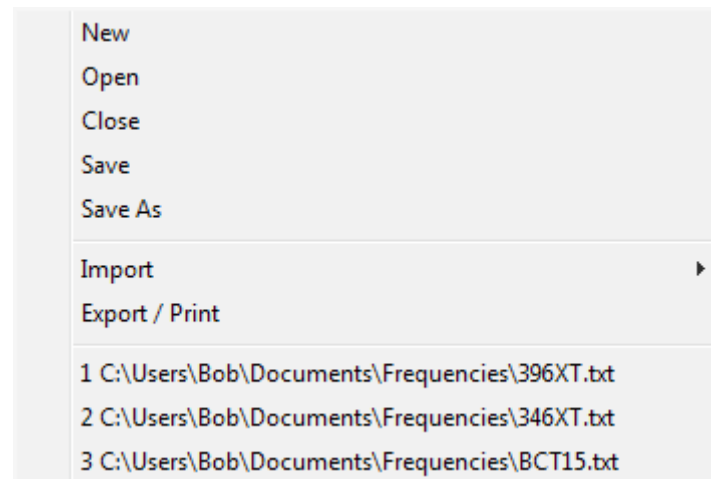 New
Open
Close
Save
Save As
Import
Export / Print
1 C:\Users\Bob\Documents\Frequencies\396XT.txt
2 C:\Users\Bob\Documents\Frequencies\346XT.txt
3 C:\Users\Bob\Documents\Frequencies\BCT15.txt